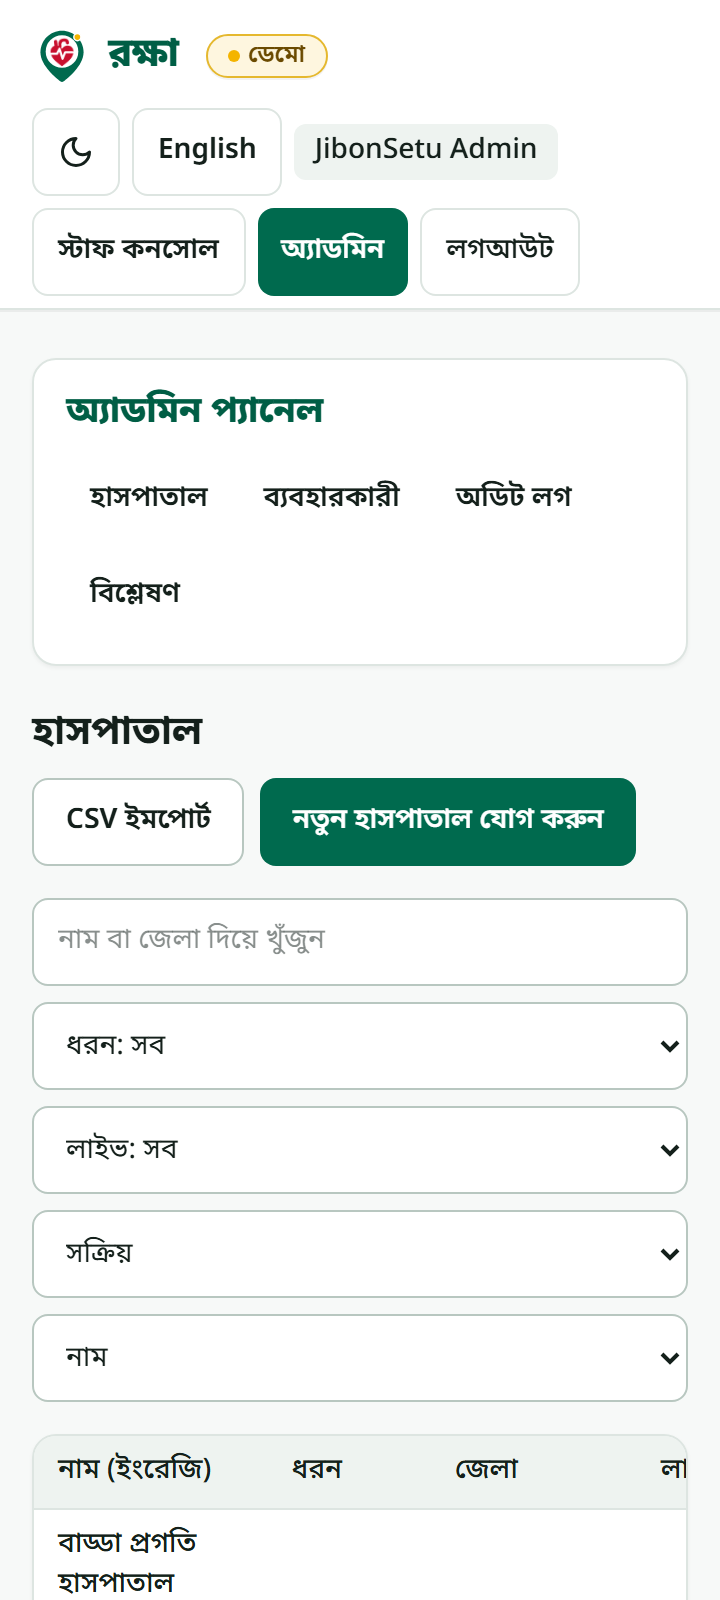 রক্ষা ডেমো
English JibonSetu Admin
স্টাফ কনসোল অ্যাডমিন লগআউট
অ্যাডমিন প্যানেল
হাসপাতাল ব্যবহারকারী অডিট লগ
বিশ্লেষণ
হাসপাতাল
CSV ইমপোর্ট নতুন হাসপাতাল যোগ করুন
নাম বা জেলা দিয়ে খুঁজুন
ধরন: সব
লাইভ: সব
সক্রিয়
নাম
নাম (ইংরেজি) ধরন জেলা
বাড্ডা প্রগতি
হাসপাতাল